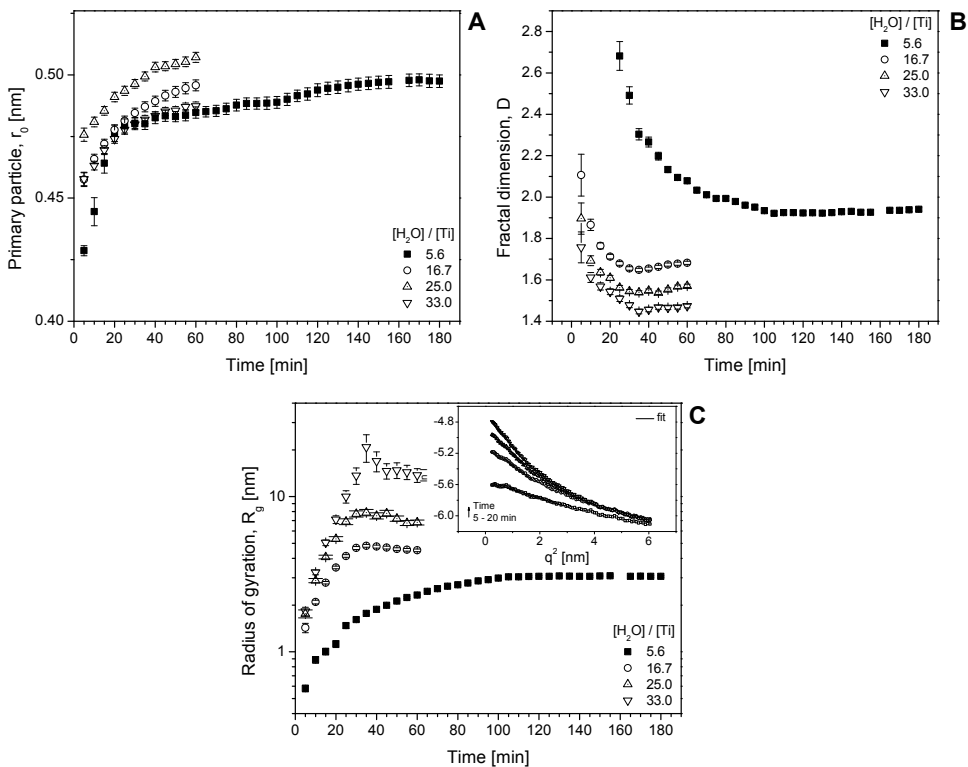 A
Primary particle, r₀ [nm]
0.50
0.45
0.40
[H₂O] / [Ti]
5.6
16.7
25.0
33.0
0 20 40 60 80 100 120 140 160 180
Time [min]
B
Fractal dimension, D
2.8
2.6
2.4
2.2
2.0
1.8
1.6
1.4
[H₂O] / [Ti]
5.6
16.7
25.0
33.0
0 20 40 60 80 100 120 140 160 180
Time [min]
C
Radius of gyration, R_g [nm]
10
1
-4.8
-5.2
-5.6
-6.0
fit
Time
5 - 20 min
0 2 4 6
q² [nm]
[H₂O] / [Ti]
5.6
16.7
25.0
33.0
0 20 40 60 80 100 120 140 160 180
Time [min]